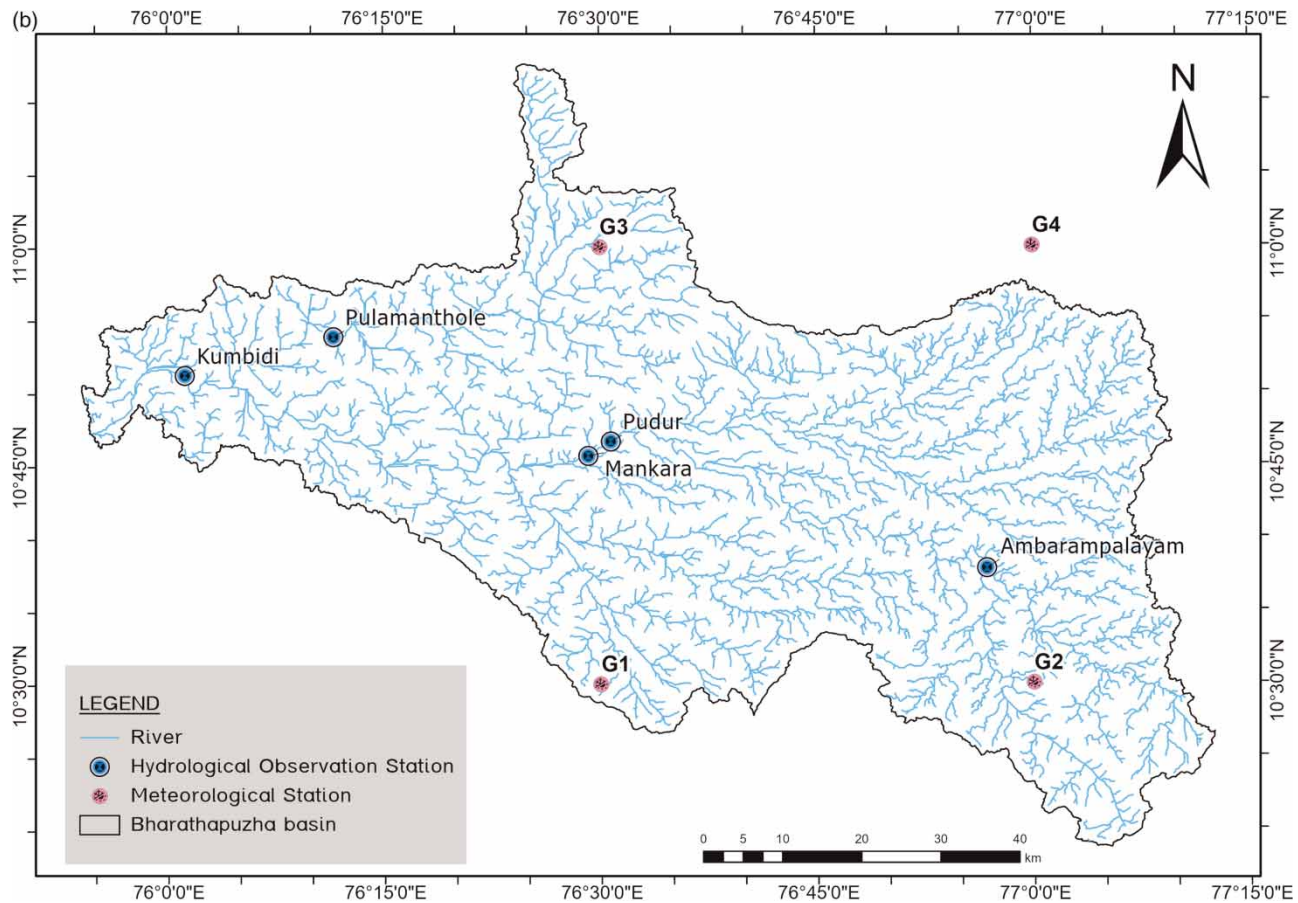 (b)
76°0'0"E 76°15'0"E 76°30'0"E 76°45'0"E 77°0'0"E 77°15'0"E
N
G3
G4
11°0'0"N
11°0'0"N
Pulamanthole
Kumbidi
Pudur
Mankara
10°45'0"N
10°45'0"N
Ambarampalayam
G1
G2
10°30'0"N
10°30'0"N
LEGEND
River
Hydrological Observation Station
Meteorological Station
Bharathapuzha basin
0 5 10 20 30 40
km
76°0'0"E 76°15'0"E 76°30'0"E 76°45'0"E 77°0'0"E 77°15'0"E